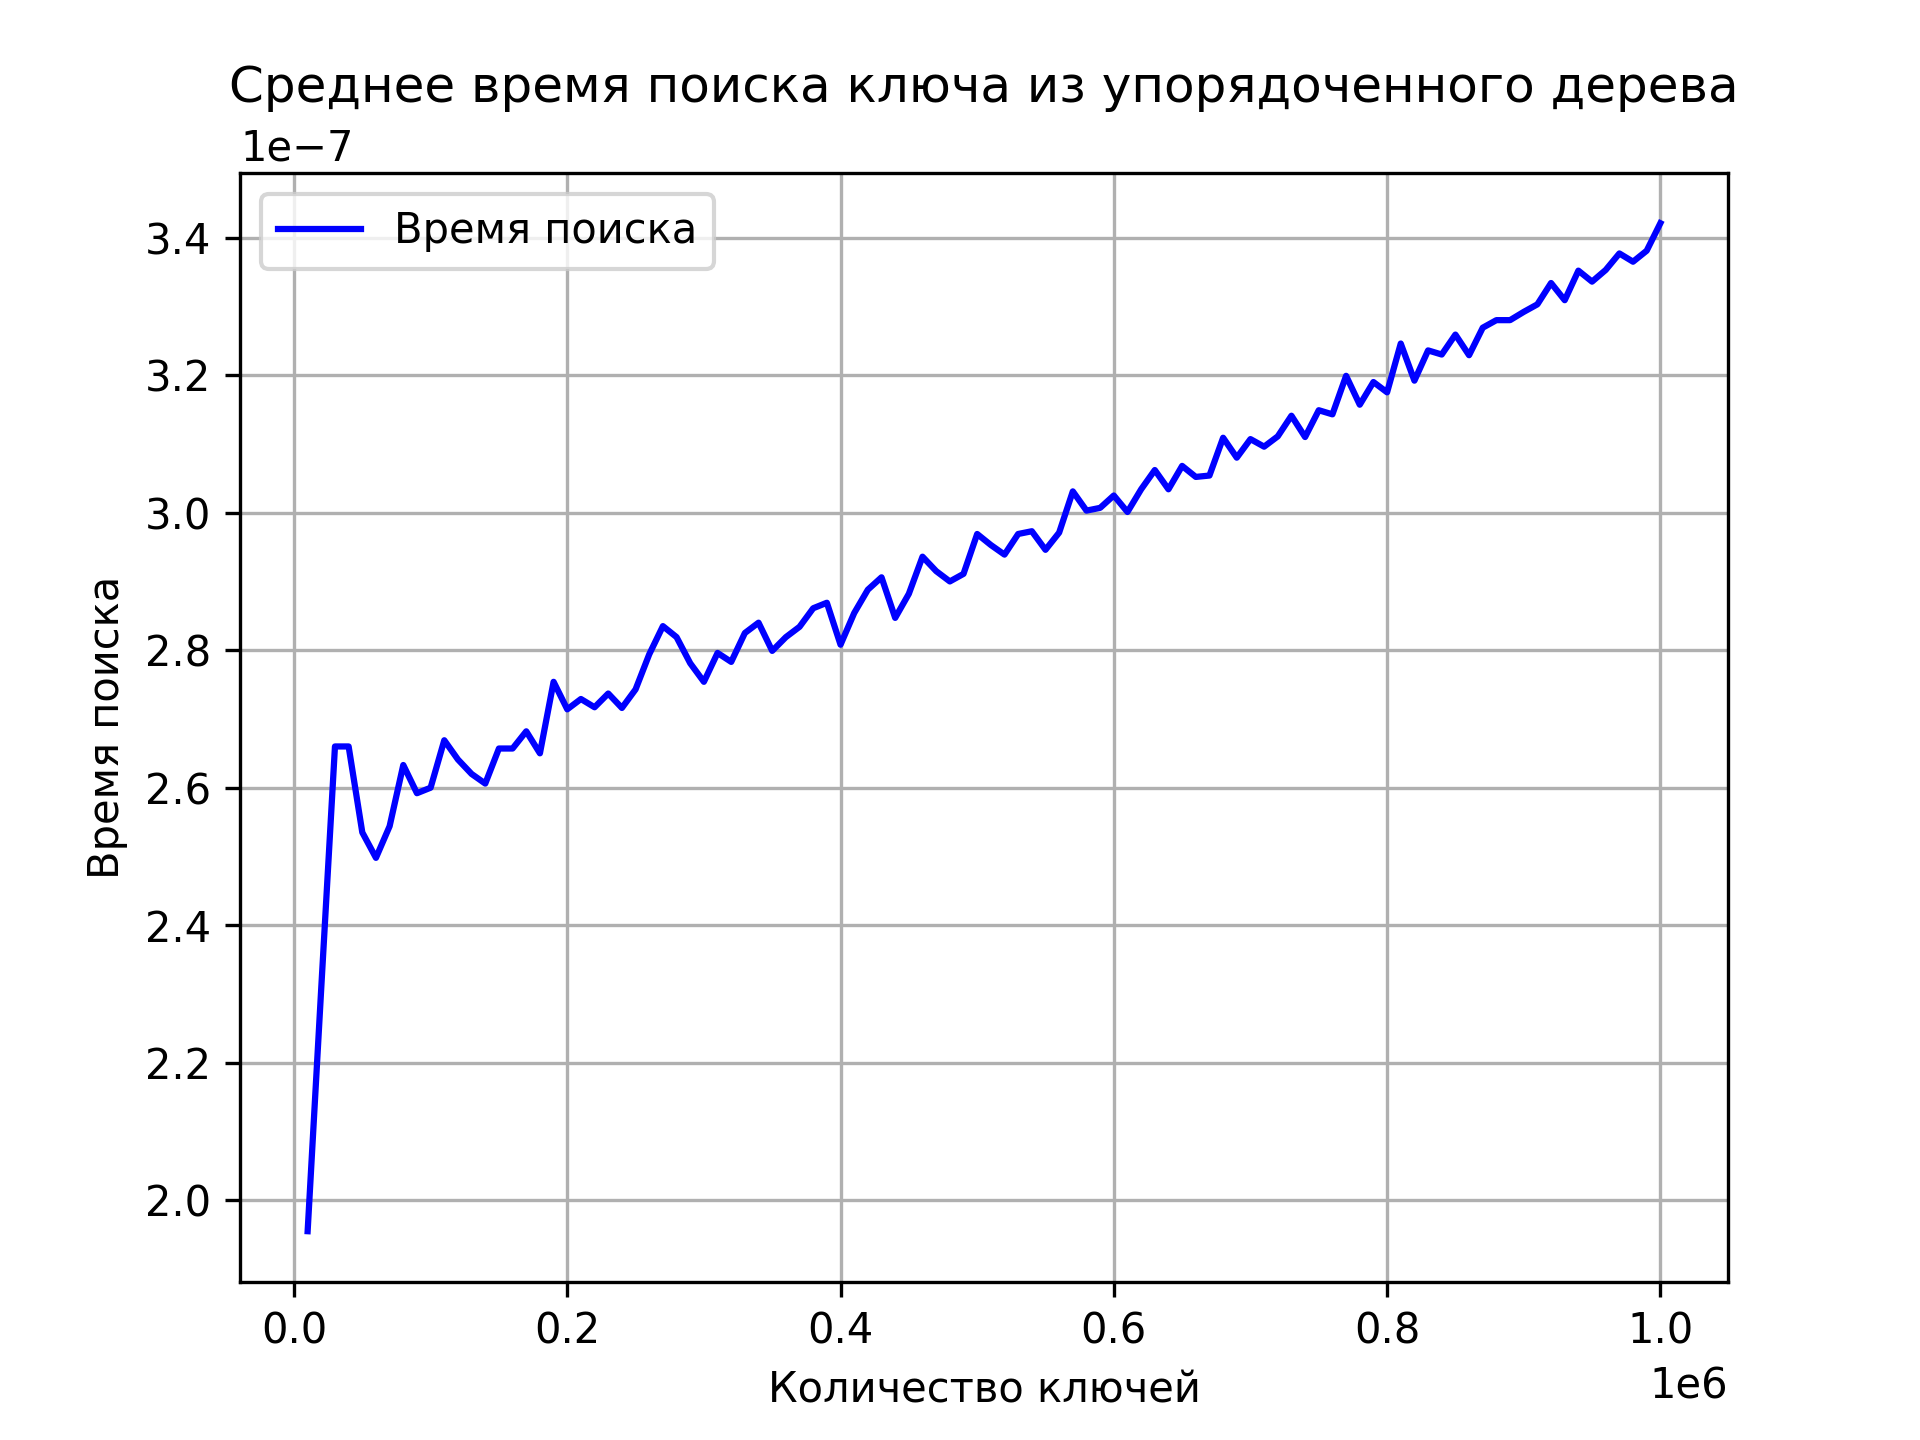 Среднее время поиска ключа из упорядоченного дерева
1e−7
Время поиска
3.4
3.2
3.0
2.8
2.6
2.4
2.2
2.0
Время поиска
0.0 0.2 0.4 0.6 0.8 1.0
Количество ключей
1e6